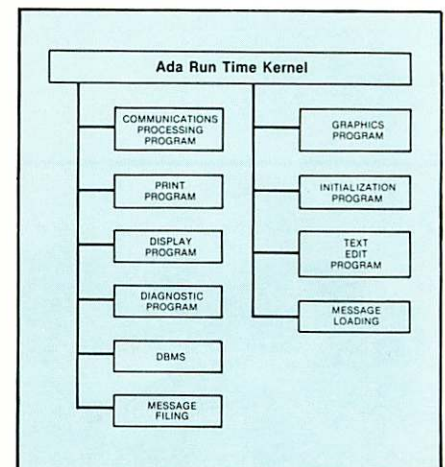 Ada Run Time Kernel
COMMUNICATIONS
PROCESSING
PROGRAM
PRINT
PROGRAM
DISPLAY
PROGRAM
DIAGNOSTIC
PROGRAM
DBMS
MESSAGE
FILING
GRAPHICS
PROGRAM
INITIALIZATION
PROGRAM
TEXT
EDIT
PROGRAM
MESSAGE
LOADING